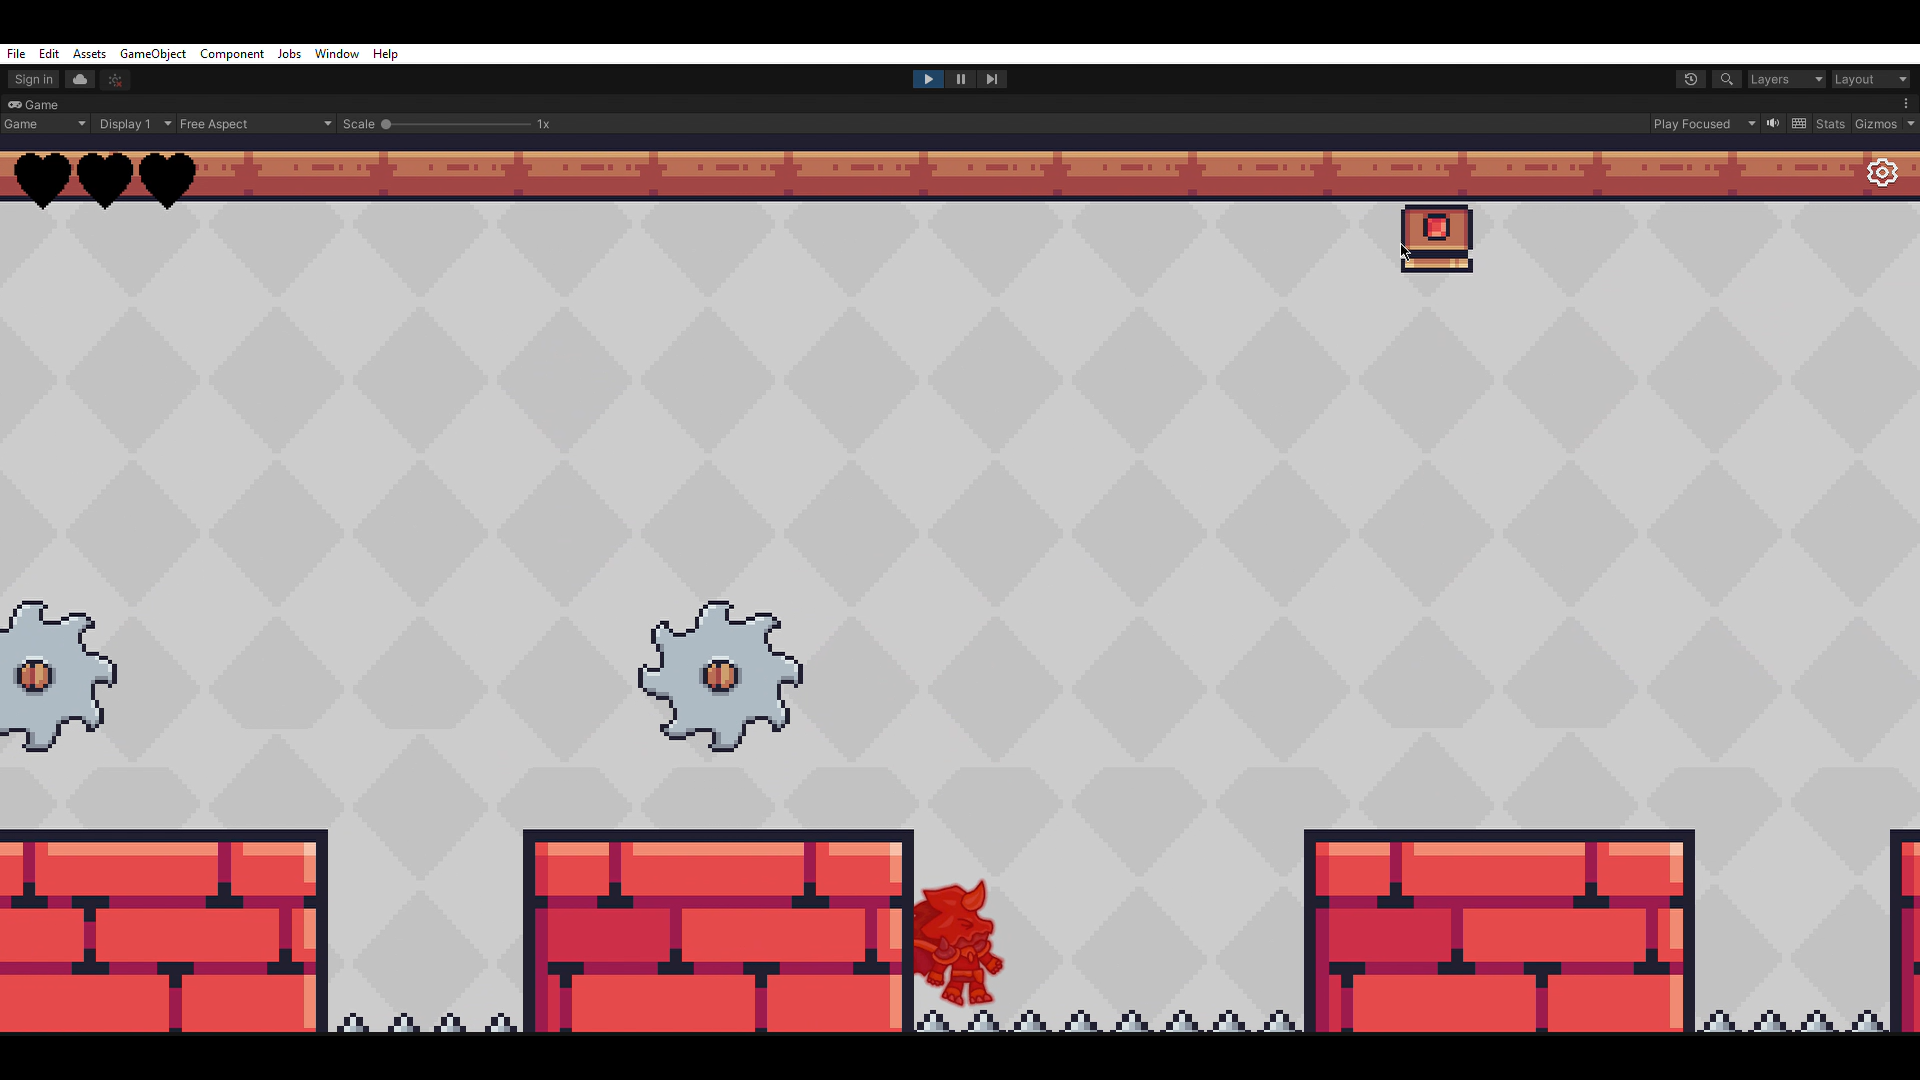 File Edit Assets GameObject Component Jobs Window Help
Sign in Layers Layout
Game
Game Display 1 Free Aspect Scale 1x Play Focused Stats Gizmos